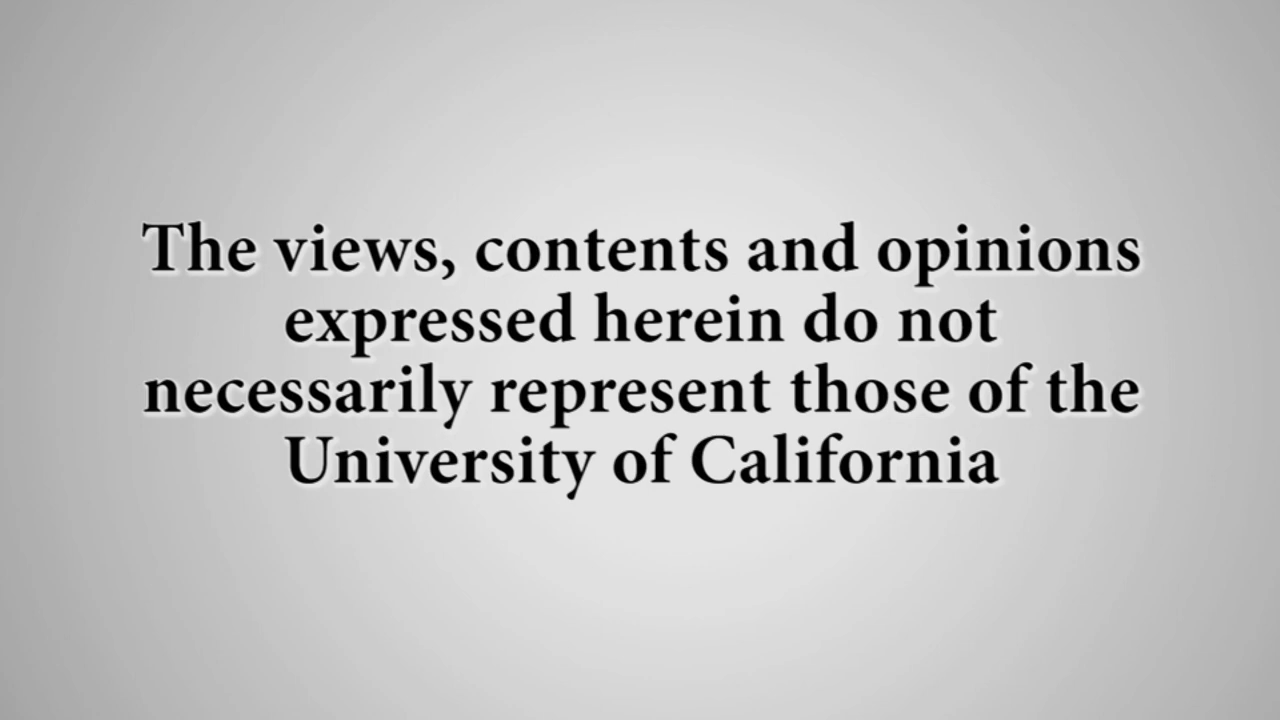 The views, contents and opinions
expressed herein do not
necessarily represent those of the
University of California